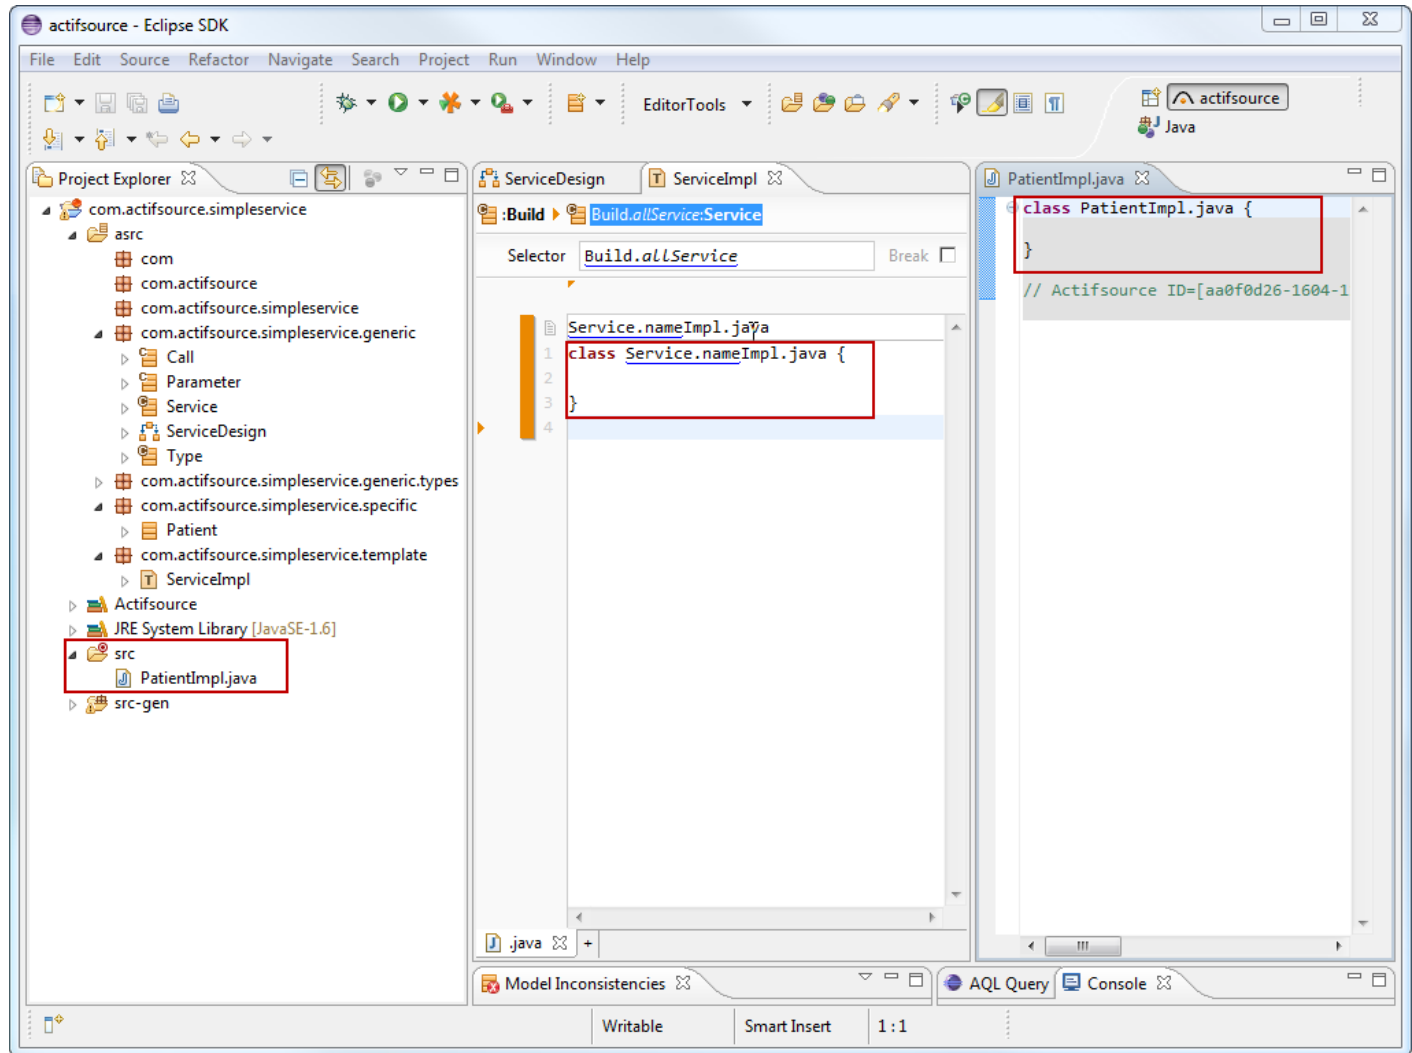 actifsource - Eclipse SDK
File Edit Source Refactor Navigate Search Project Run Window Help
EditorTools
actifsource
Java
Project Explorer
com.actifsource.simpleservice
asrc
com
com.actifsource
com.actifsource.simpleservice
com.actifsource.simpleservice.generic
Call
Parameter
Service
ServiceDesign
Type
com.actifsource.simpleservice.generic.types
com.actifsource.simpleservice.specific
Patient
com.actifsource.simpleservice.template
ServiceImpl
Actifsource
JRE System Library [JavaSE-1.6]
src
PatientImpl.java
src-gen
ServiceDesign ServiceImpl
:Build Build.allService:Service
Selector Build.allService Break
Service.nameImpl.java
1 class Service.nameImpl.java {
2
3 }
4
.java +
PatientImpl.java
class PatientImpl.java {
}
// Actifsource ID=[aa0f0d26-1604-1
Model Inconsistencies
AQL Query Console
Writable Smart Insert 1:1